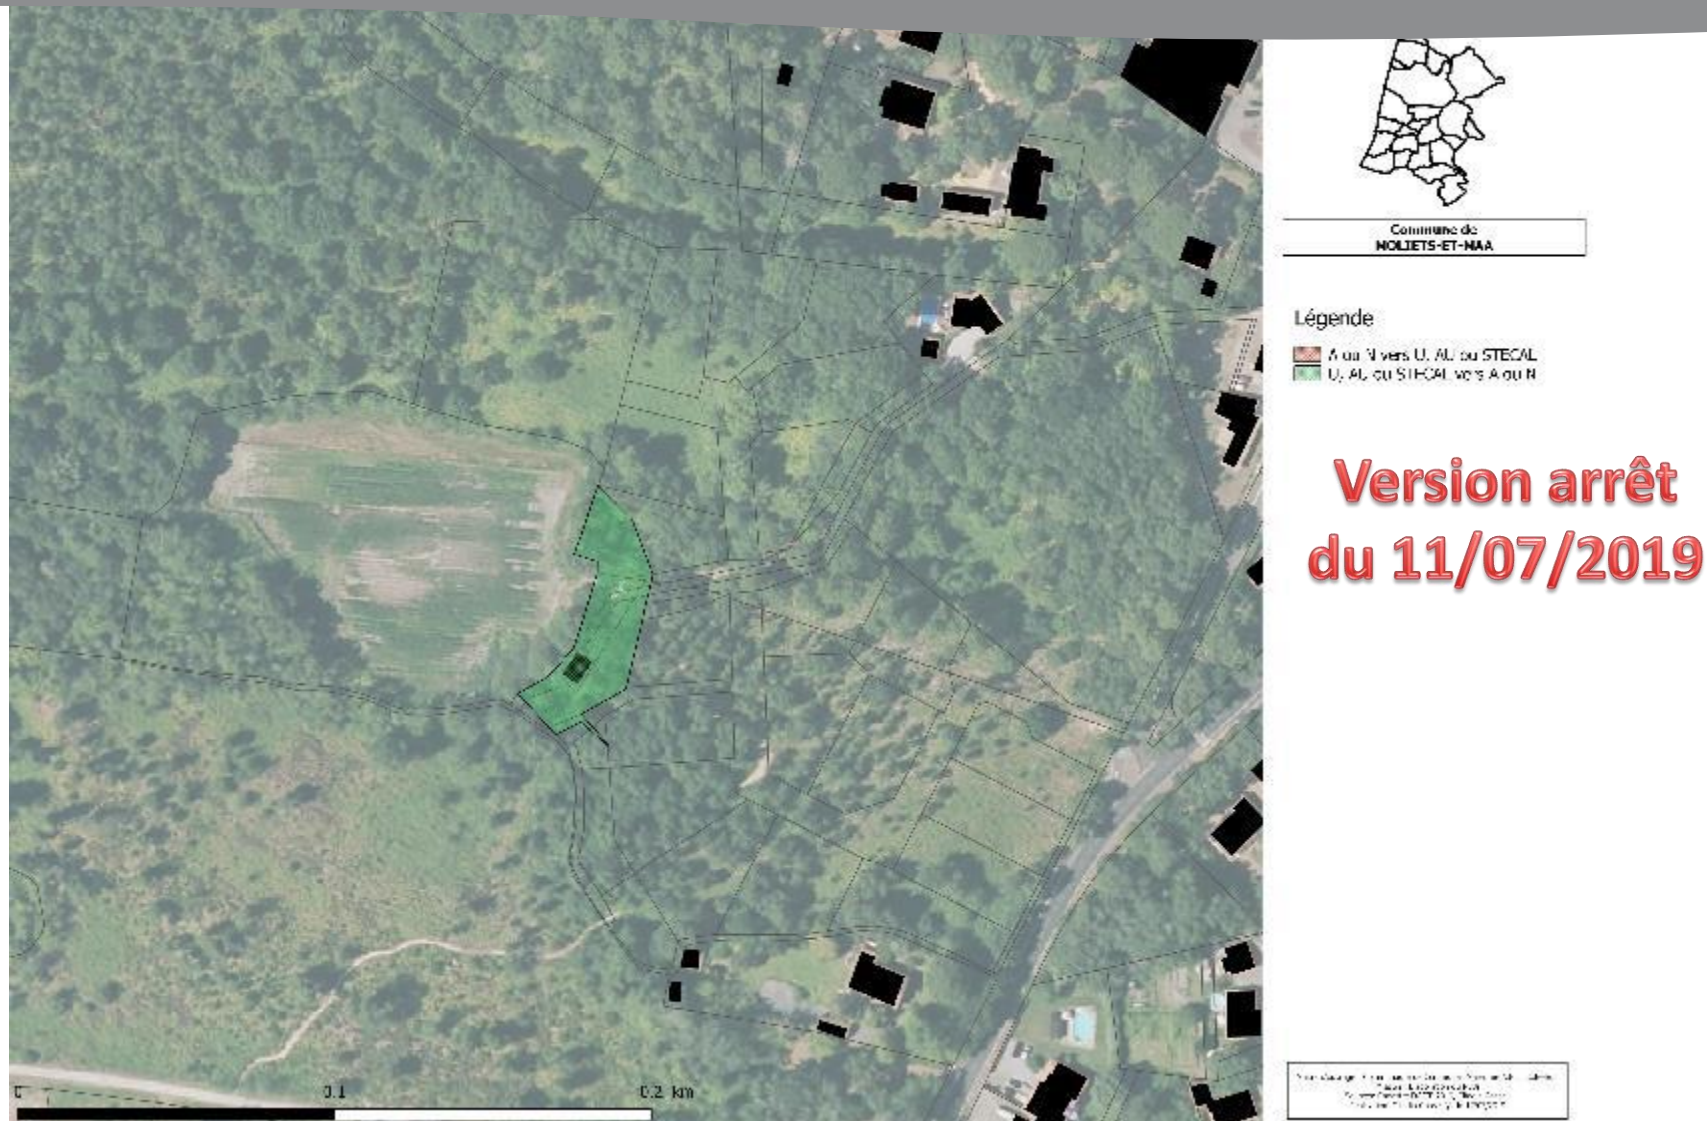 Commune de
MOLIETS-ET-MAA
Légende
A ou N vers U, AU ou STECAL
U, AU ou STECAL vers A ou N
Version arrêt
du 11/07/2019
0 0.1 0.2 km